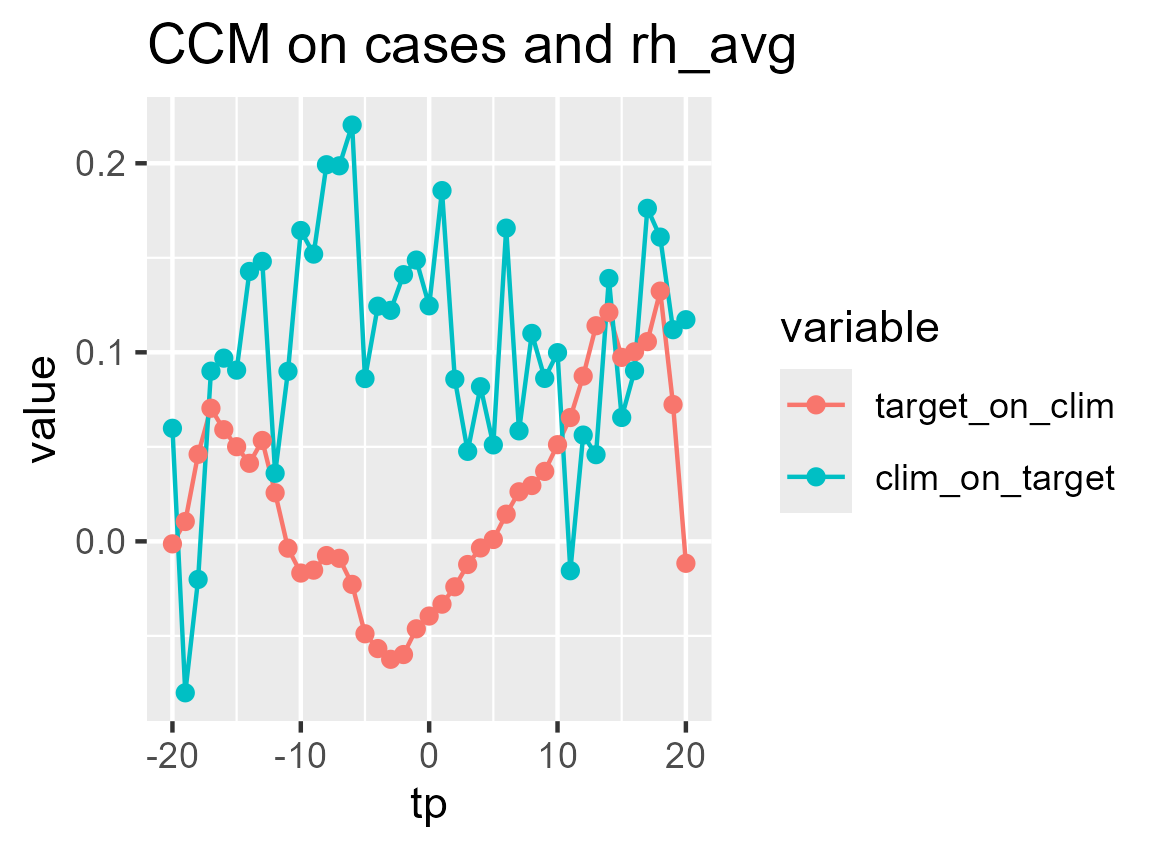 CCM on cases and rh_avg
value
0.2
0.1
0.0
-20 -10 0 10 20
tp
variable
target_on_clim
clim_on_target